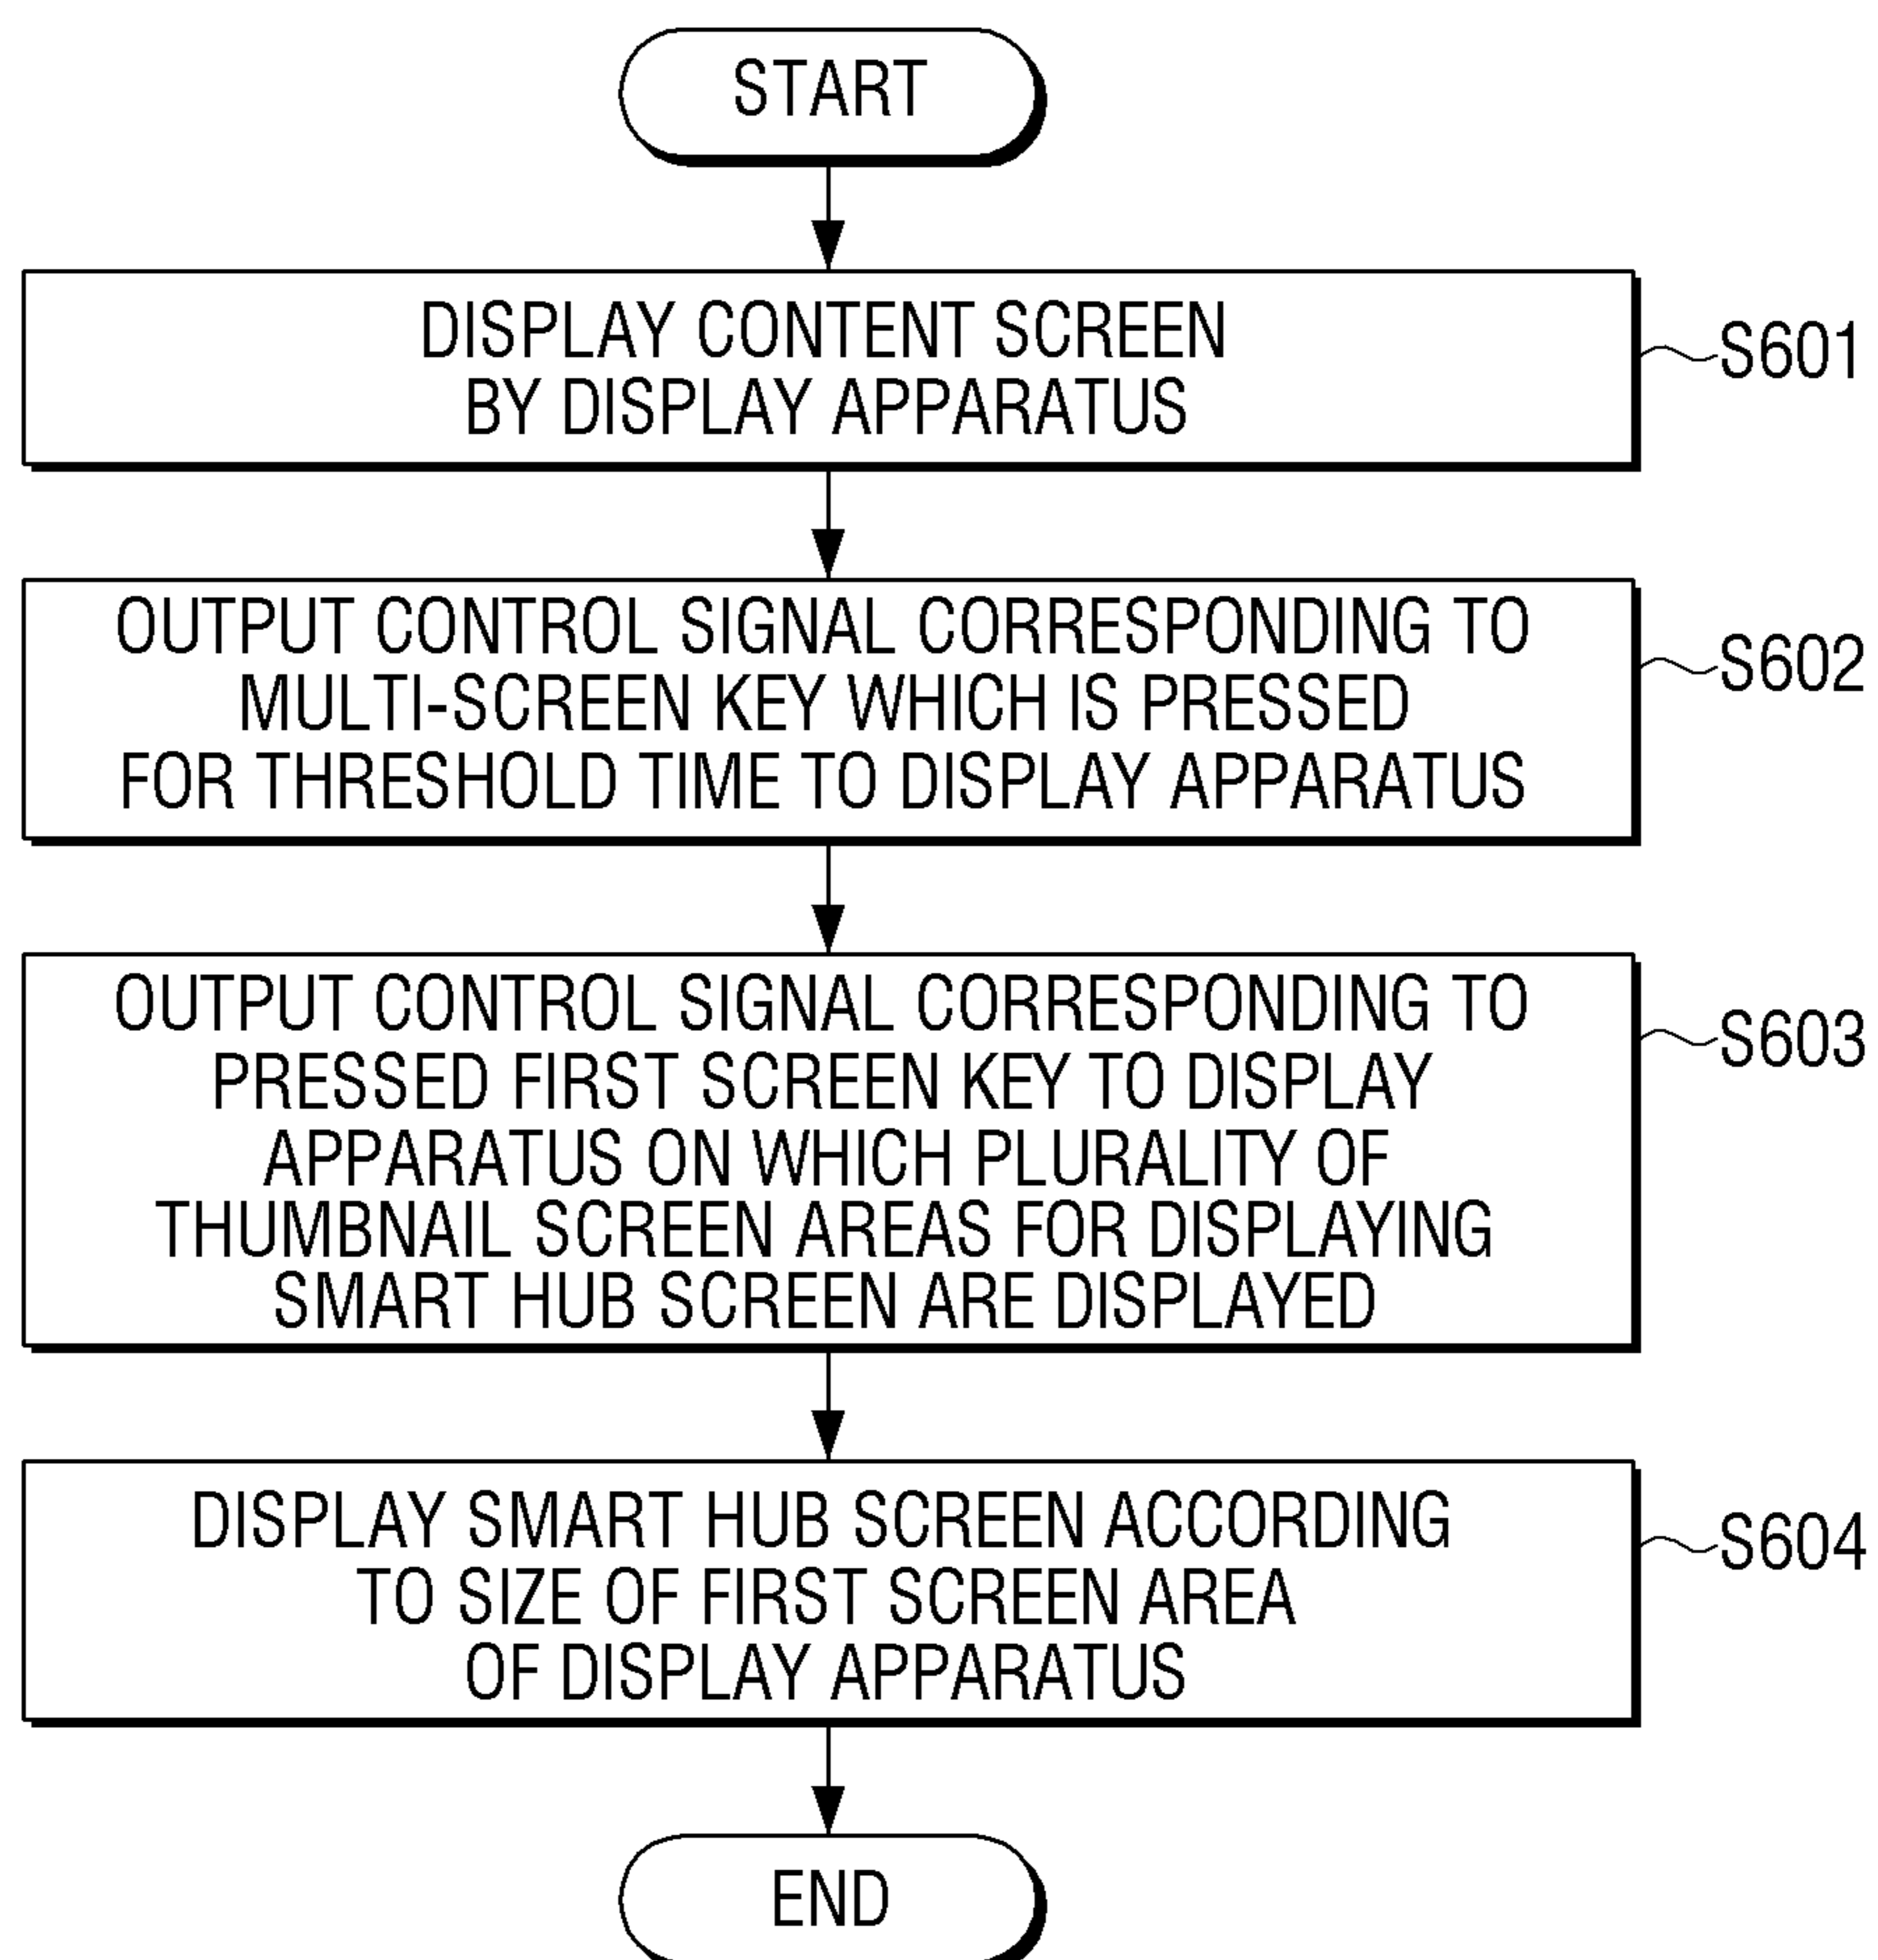 START
DISPLAY CONTENT SCREEN
BY DISPLAY APPARATUS
S601
OUTPUT CONTROL SIGNAL CORRESPONDING TO
MULTI-SCREEN KEY WHICH IS PRESSED
FOR THRESHOLD TIME TO DISPLAY APPARATUS
S602
OUTPUT CONTROL SIGNAL CORRESPONDING TO
PRESSED FIRST SCREEN KEY TO DISPLAY
APPARATUS ON WHICH PLURALITY OF
THUMBNAIL SCREEN AREAS FOR DISPLAYING
SMART HUB SCREEN ARE DISPLAYED
S603
DISPLAY SMART HUB SCREEN ACCORDING
TO SIZE OF FIRST SCREEN AREA
OF DISPLAY APPARATUS
S604
END